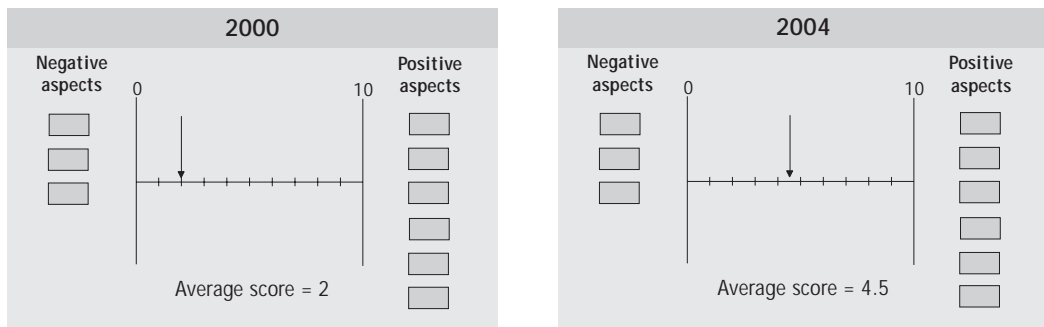 2000
Negative
aspects
0
10
Positive
aspects
Average score = 2
2004
Negative
aspects
0
10
Positive
aspects
Average score = 4.5